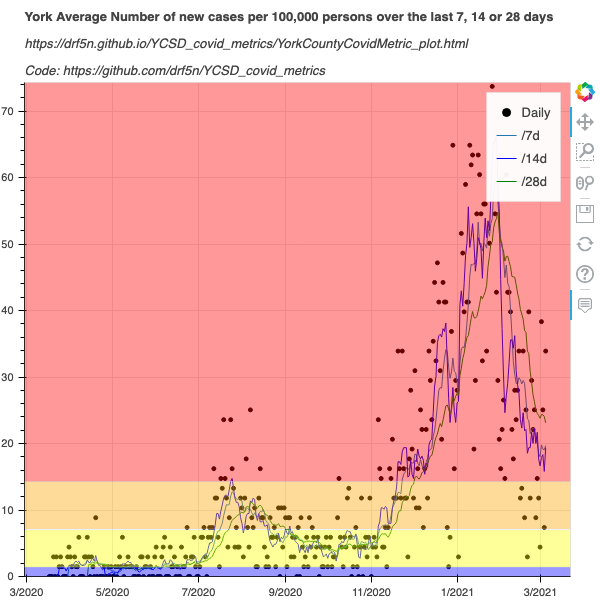 York Average Number of new cases per 100,000 persons over the last 7, 14 or 28 days
https://drf5n.github.io/YCSD_covid_metrics/YorkCountyCovidMetric_plot.html
Code: https://github.com/drf5n/YCSD_covid_metrics
Daily
/7d
/14d
/28d
70
60
50
40
30
20
10
0
3/2020 5/2020 7/2020 9/2020 11/2020 1/2021 3/2021